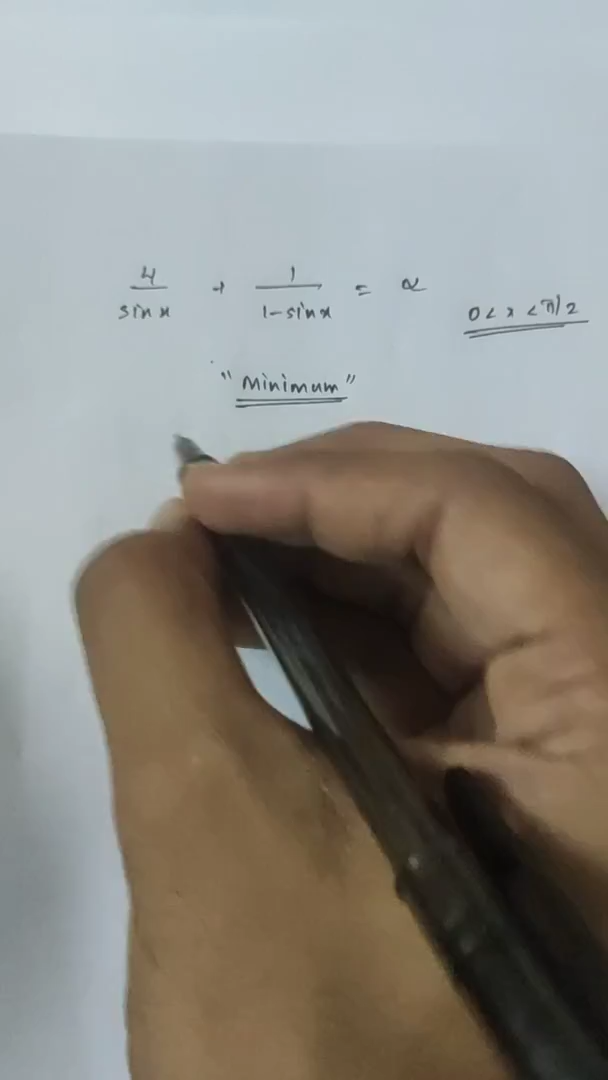 4/sin x + 1/1-sin x = α
0 < x < π/2
"Minimum"